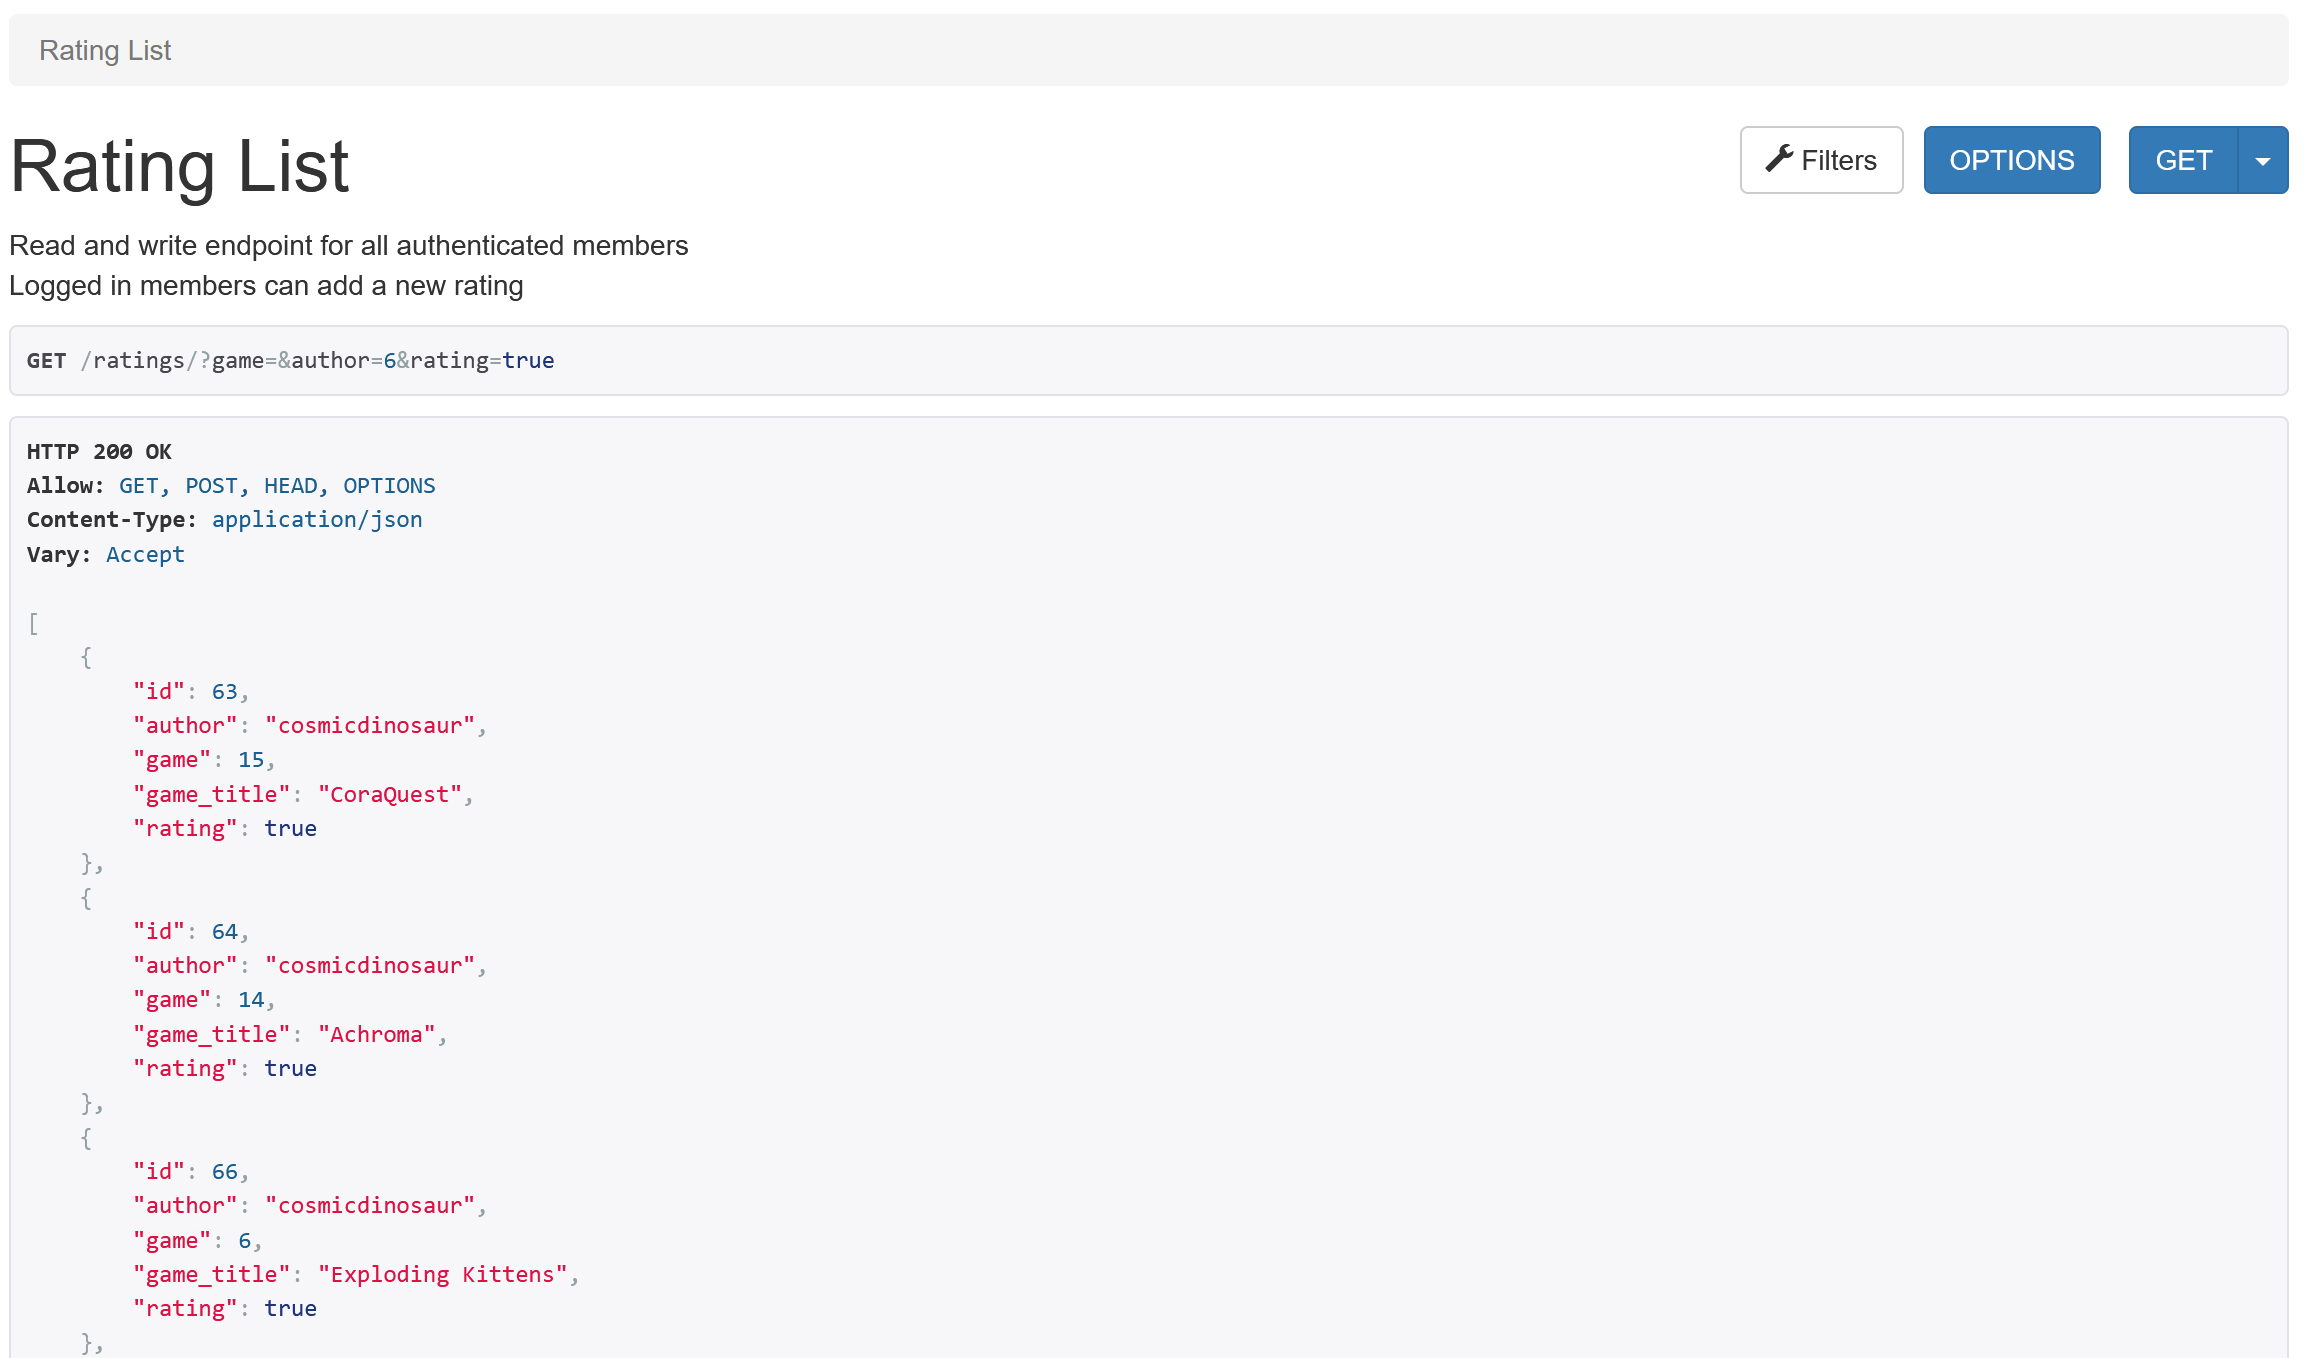 Rating List
Rating List
Filters
OPTIONS
GET
Read and write endpoint for all authenticated members
Logged in members can add a new rating
GET /ratings/?game=&author=6&rating=true
HTTP 200 OK
Allow: GET, POST, HEAD, OPTIONS
Content-Type: application/json
Vary: Accept
[
    {
        "id": 63,
        "author": "cosmicdinosaur",
        "game": 15,
        "game_title": "CoraQuest",
        "rating": true
    },
    {
        "id": 64,
        "author": "cosmicdinosaur",
        "game": 14,
        "game_title": "Achroma",
        "rating": true
    },
    {
        "id": 66,
        "author": "cosmicdinosaur",
        "game": 6,
        "game_title": "Exploding Kittens",
        "rating": true
    },